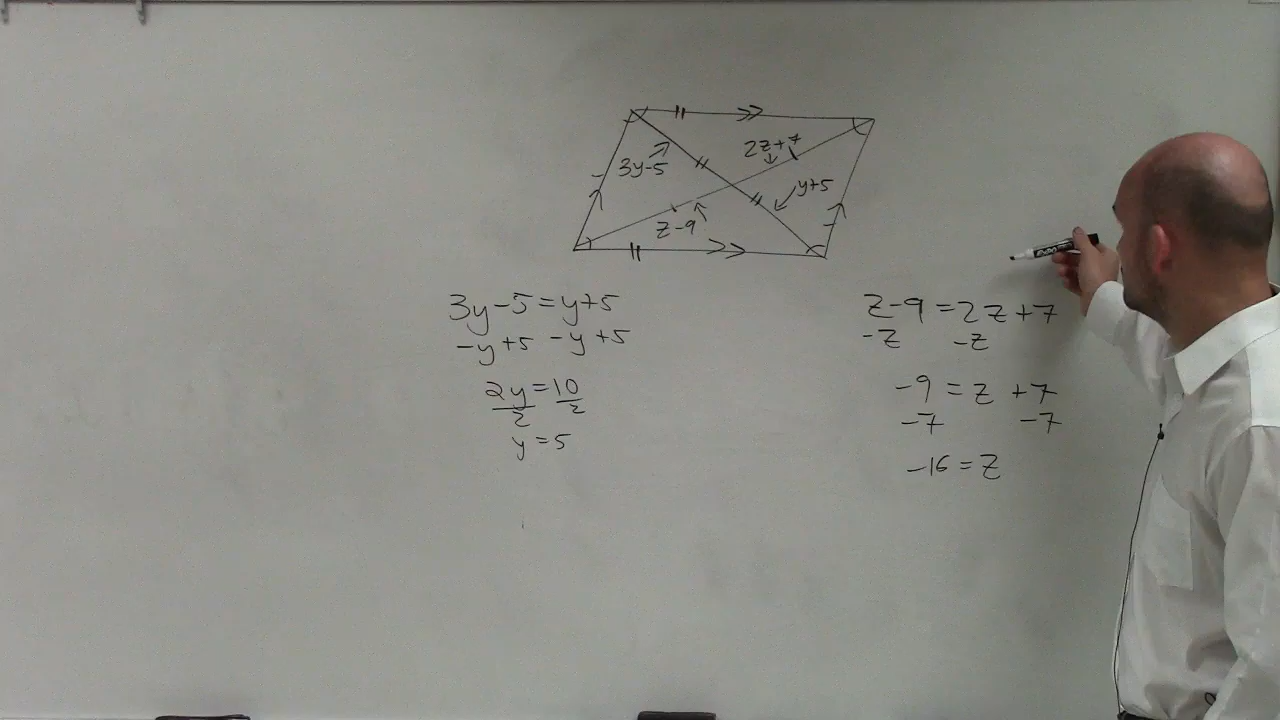 2z+7
3y-5
y+5
z-9
3y-5=y+5
-y+5 -y+5
2y=10
2 2
y=5
z-9=2z+7
-z -z
-9=z+7
-7 -7
-16=z